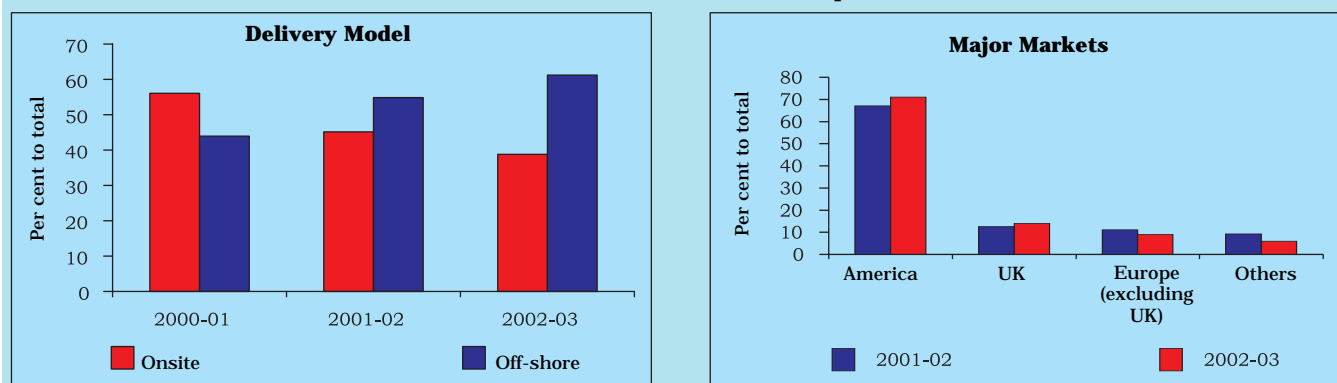 Delivery Model
Per cent to total
70
60
50
40
30
20
10
0
2000-01
2001-02
2002-03
Onsite
Off-shore
Major Markets
Per cent to total
80
70
60
50
40
30
20
10
0
America
UK
Europe
(excluding
UK)
Others
2001-02
2002-03